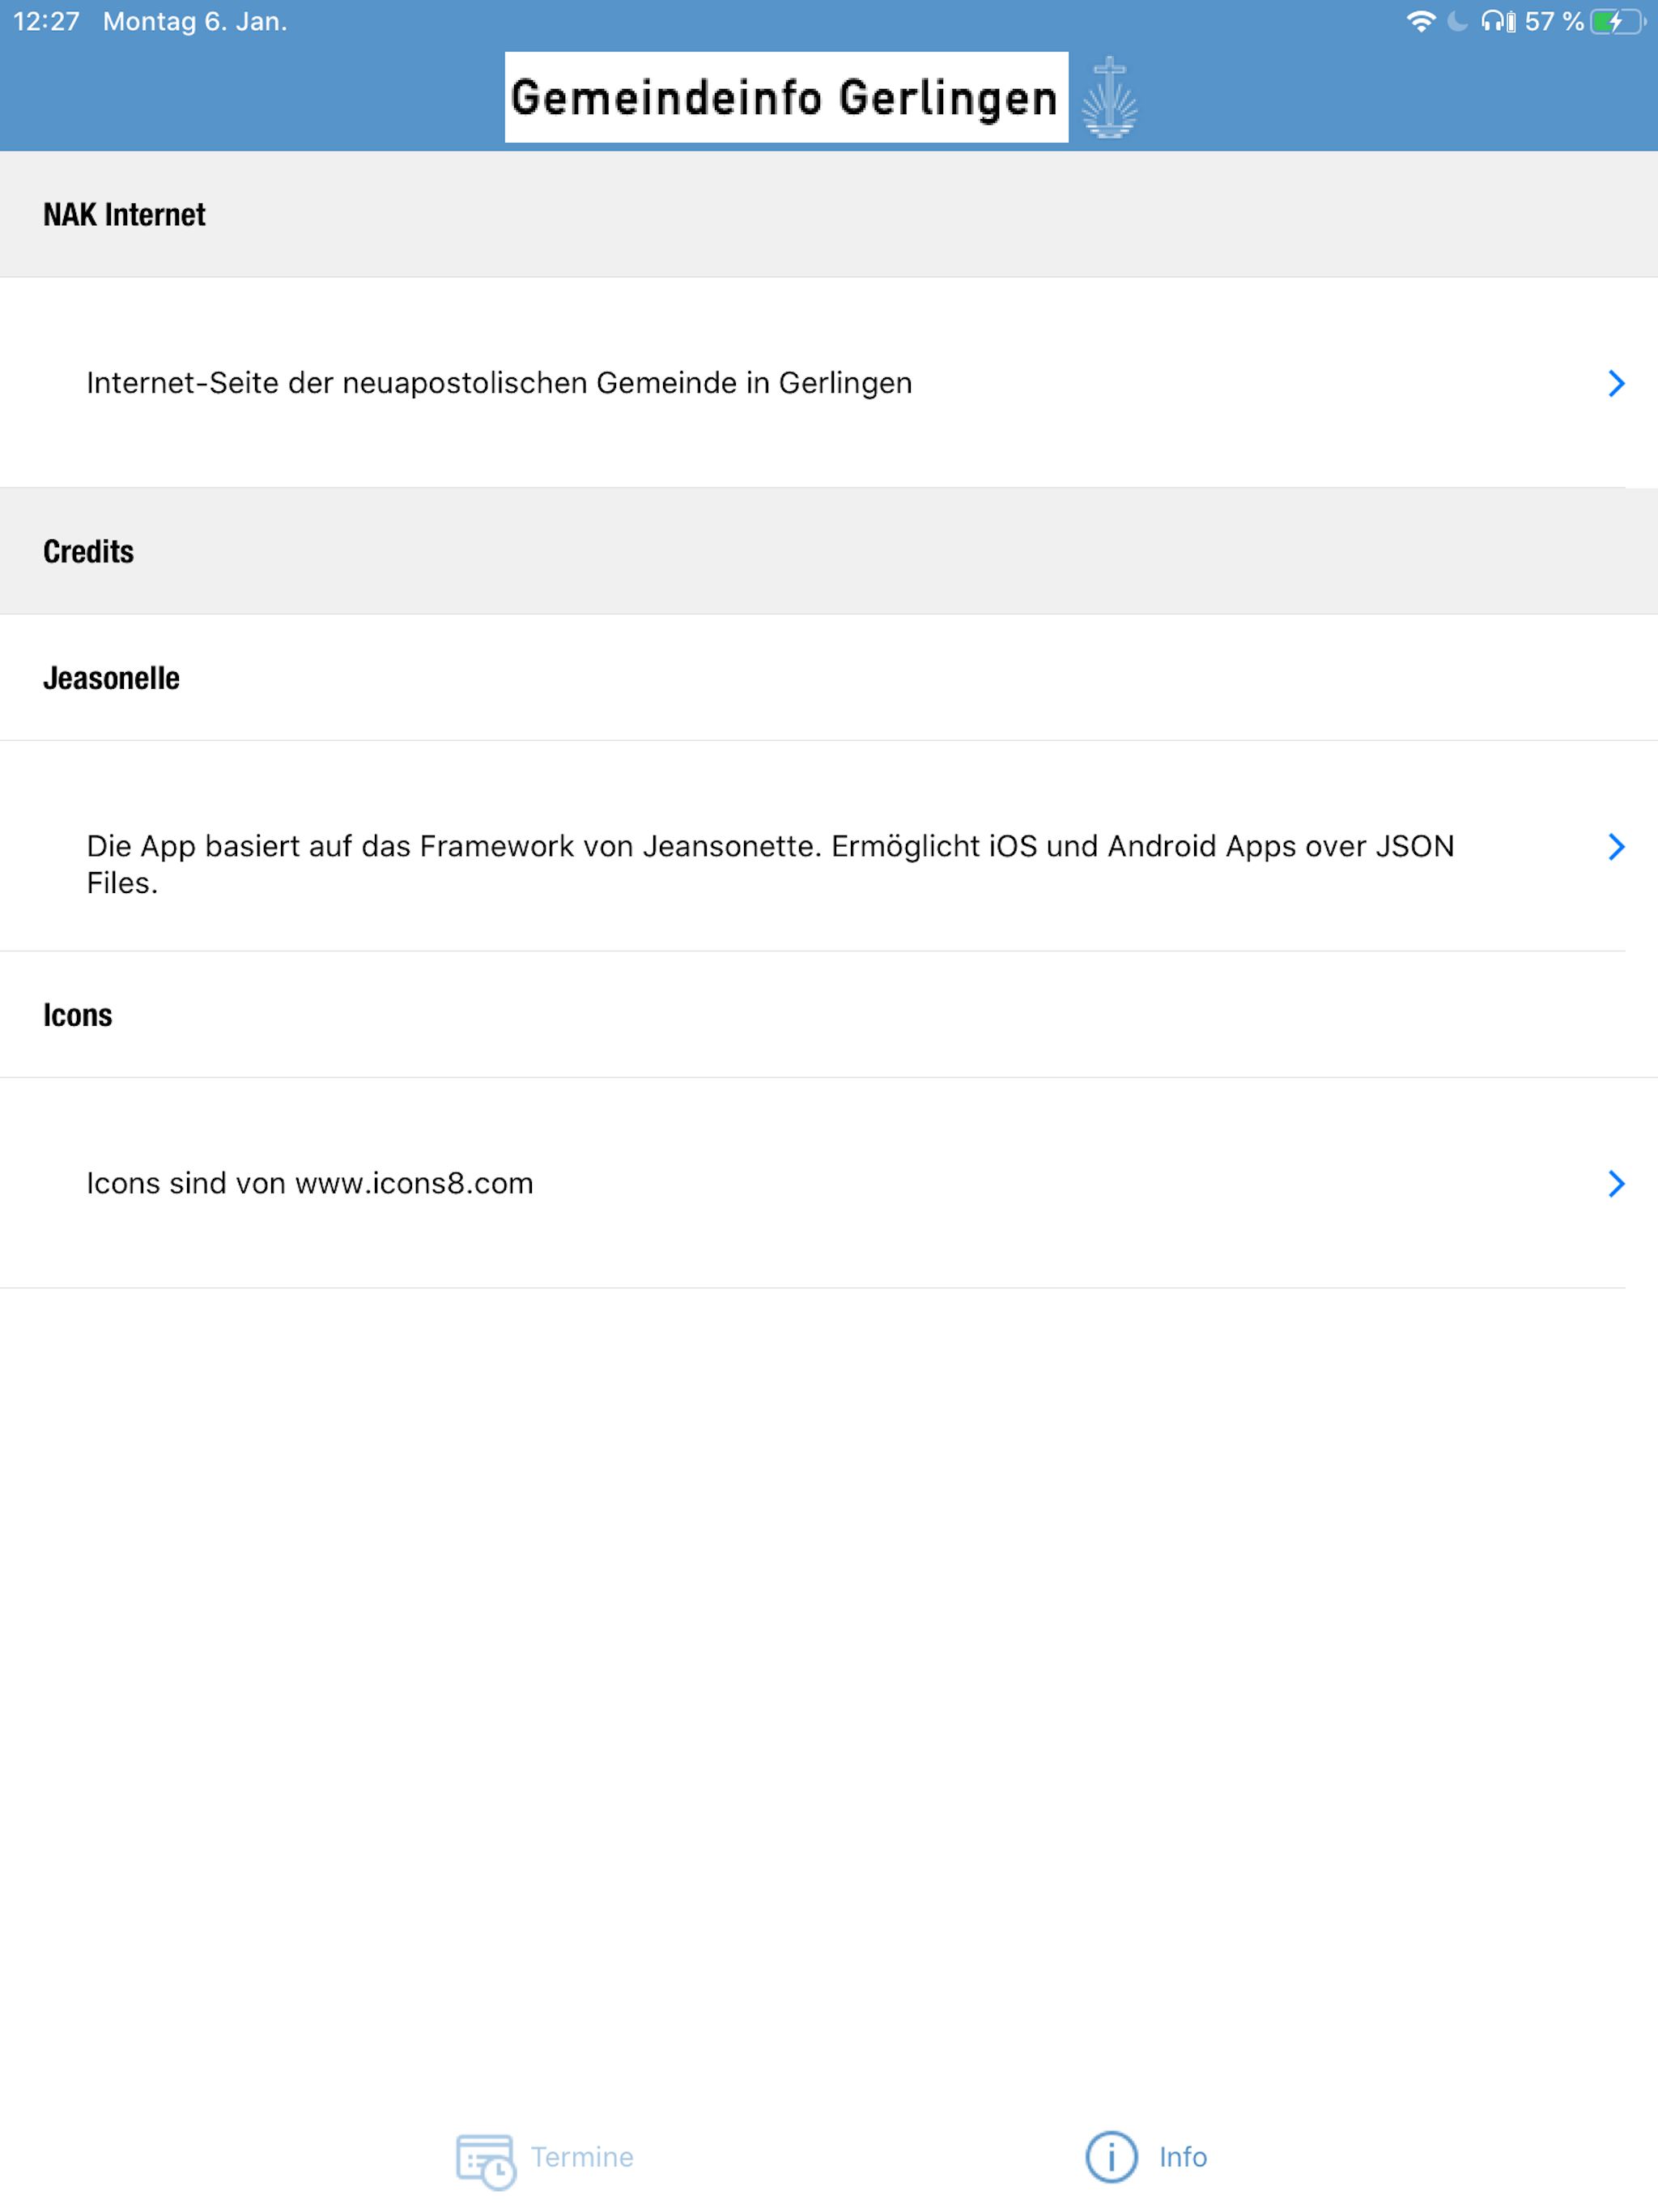 12:27 Montag 6. Jan. 57 %
Gemeindeinfo Gerlingen
NAK Internet
Internet-Seite der neuapostolischen Gemeinde in Gerlingen
Credits
Jeasonelle
Die App basiert auf das Framework von Jeansonette. Ermöglicht iOS und Android Apps over JSON
Files.
Icons
Icons sind von www.icons8.com
Termine Info